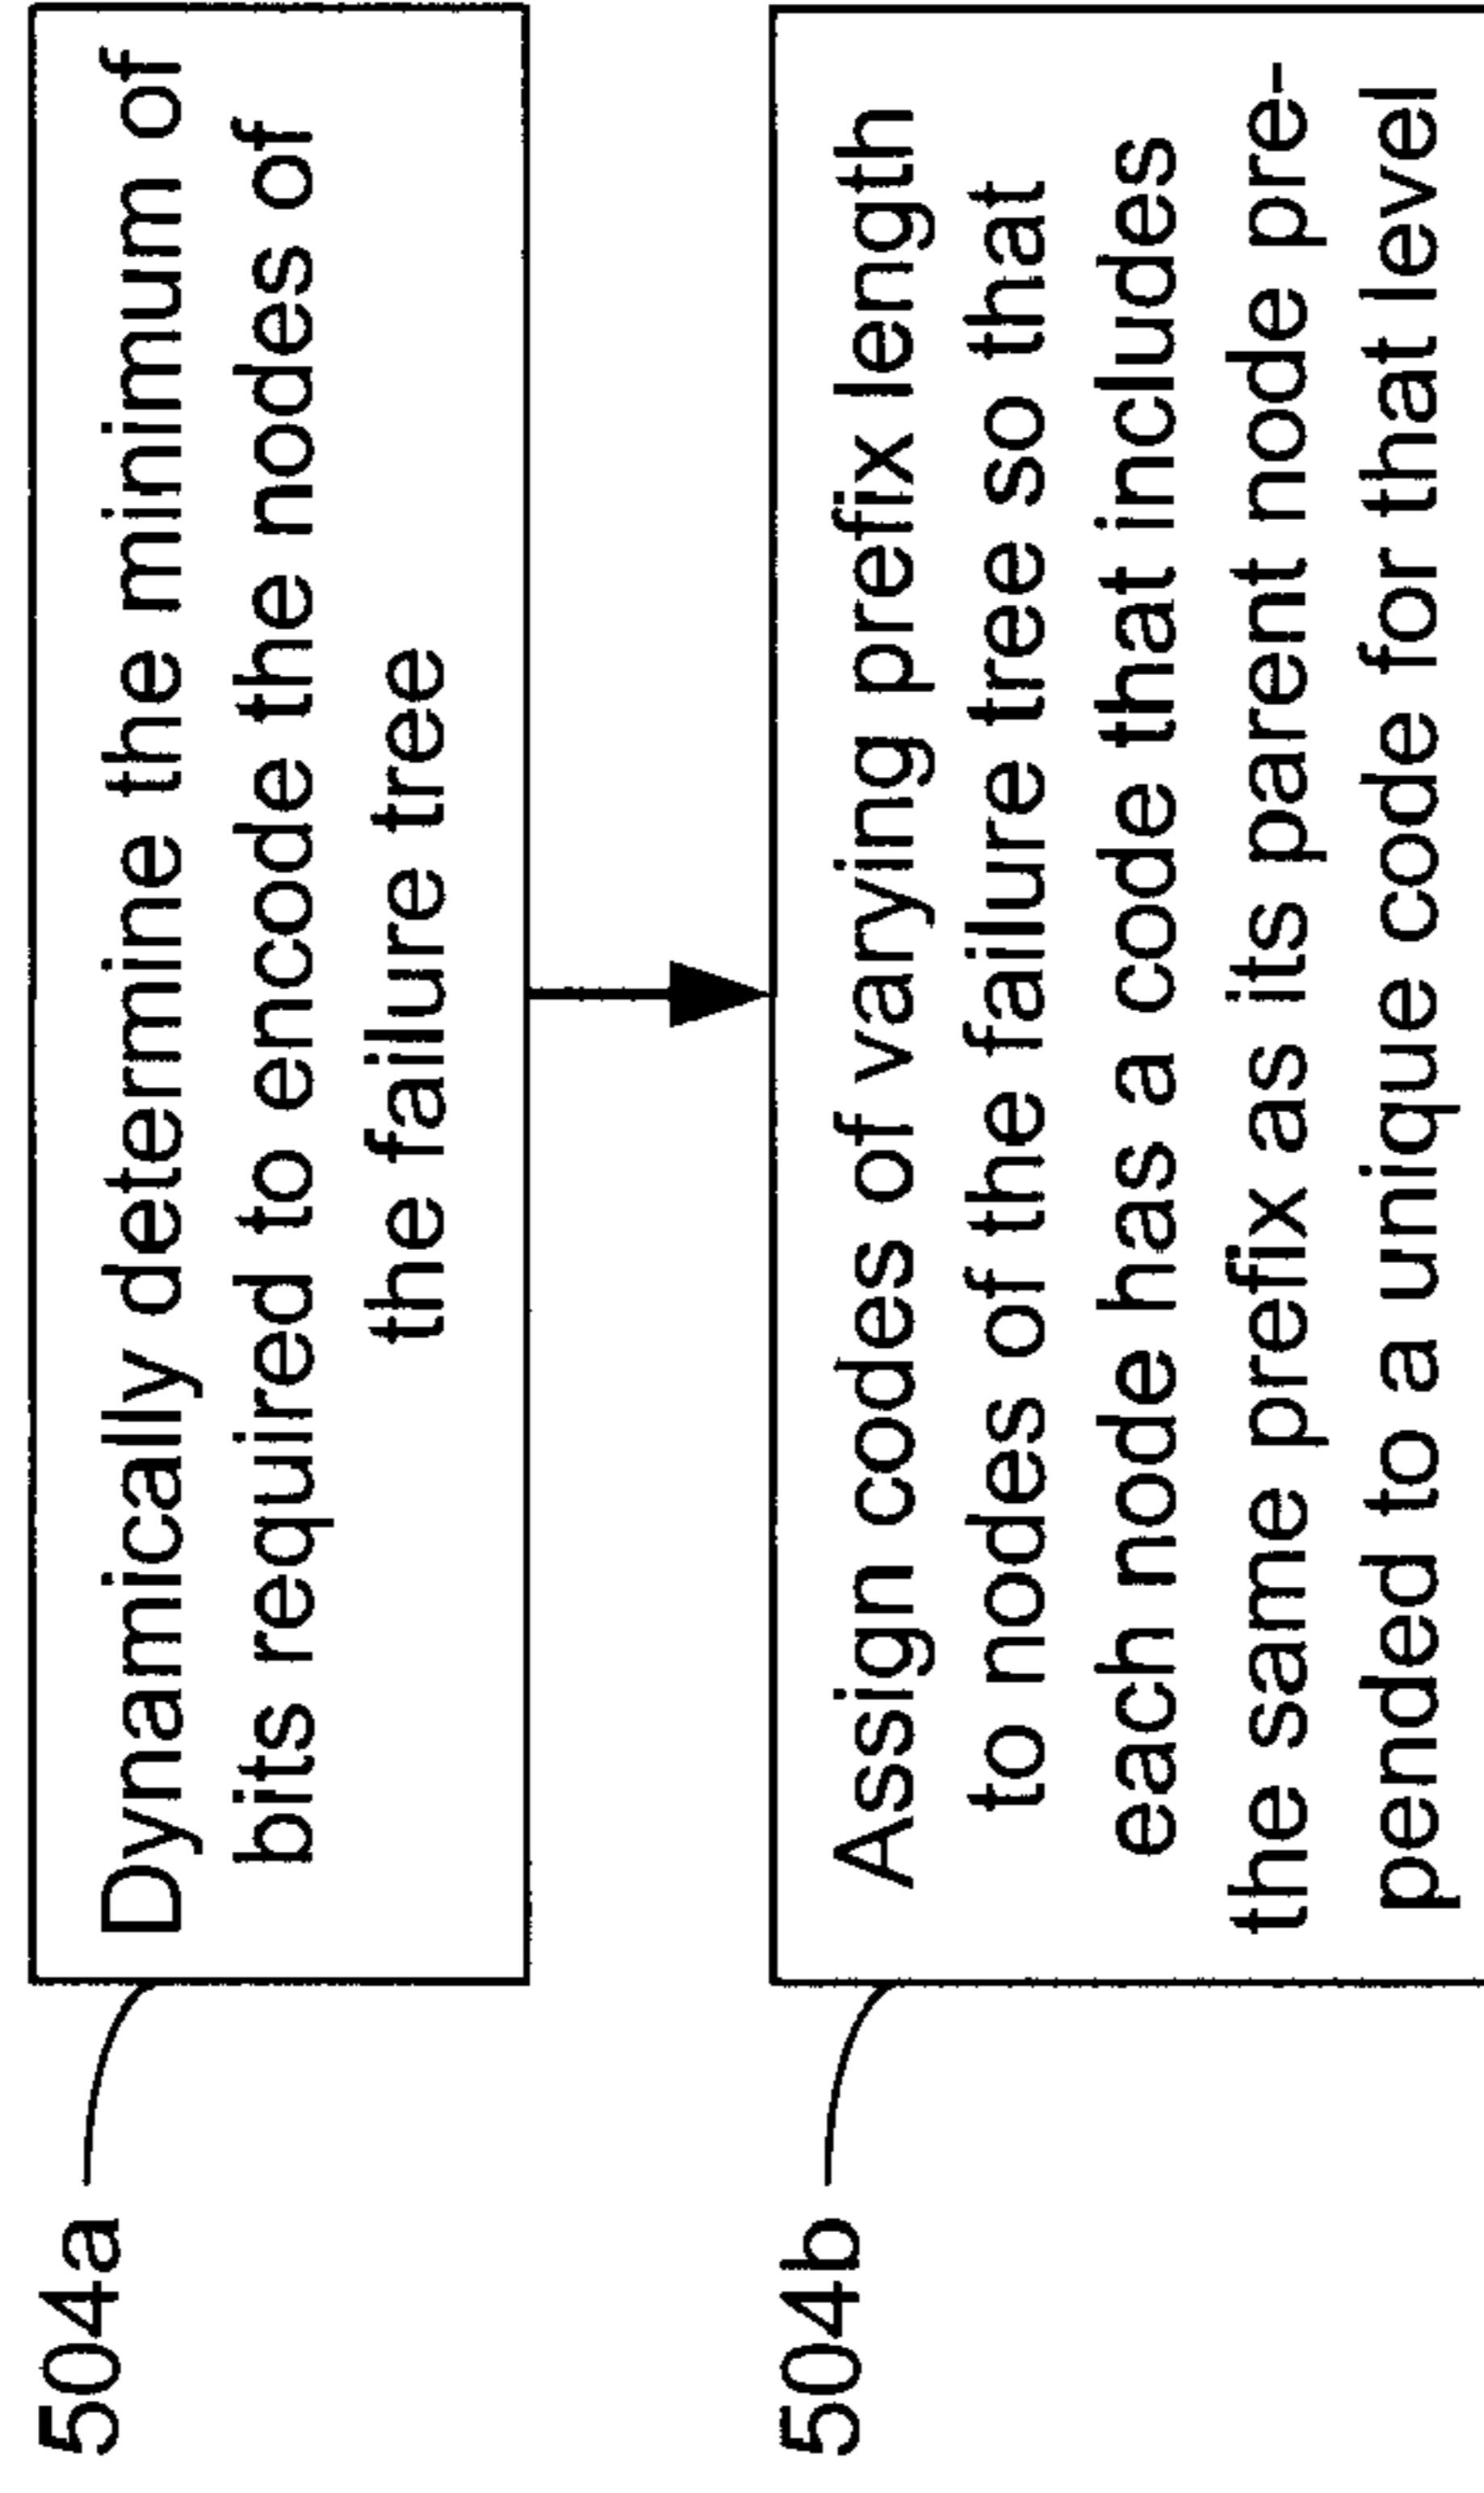 504a
Dynamically determine the minimum of
bits required to encode the nodes of
the failure tree
504b
Assign codes of varying prefix length
to nodes of the failure tree so that
each node has a code that includes
the same prefix as its parent node pre-
pended to a unique code for that level